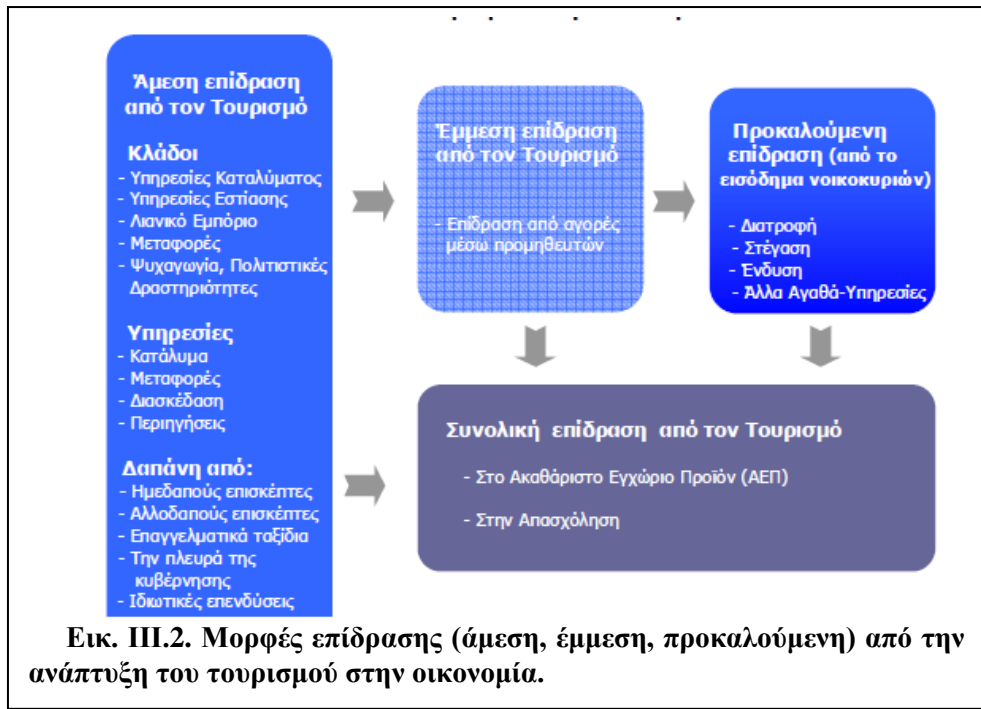 Άμεση επίδραση
από τον Τουρισμό
Κλάδοι
- Υπηρεσίες Καταλύματος
- Υπηρεσίες Εστίασης
- Λιανικό Εμπόριο
- Μεταφορές
- Ψυχαγωγία, Πολιτιστικές
Δραστηριότητες
Υπηρεσίες
- Κατάλυμα
- Μεταφορές
- Διασκέδαση
- Περιηγήσεις
Δαπάνη από:
- Ημεδαπούς επισκέπτες
- Αλλοδαπούς επισκέπτες
- Επαγγελματικά ταξίδια
- Την πλευρά της
κυβέρνησης
- Ιδιωτικές επενδύσεις
Έμμεση επίδραση
από τον Τουρισμό
- Επίδραση από αγορές
μέσω προμηθευτών
Προκαλούμενη
επίδραση (από το
εισόδημα νοικοκυριών)
- Διατροφή
- Στέγαση
- Ένδυση
- Άλλα Αγαθά-Υπηρεσίες
Συνολική επίδραση από τον Τουρισμό
- Στο Ακαθάριστο Εγχώριο Προϊόν (ΑΕΠ)
- Στην Απασχόληση
Εικ. ΙΙΙ.2. Μορφές επίδρασης (άμεση, έμμεση, προκαλούμενη) από την
ανάπτυξη του τουρισμού στην οικονομία.